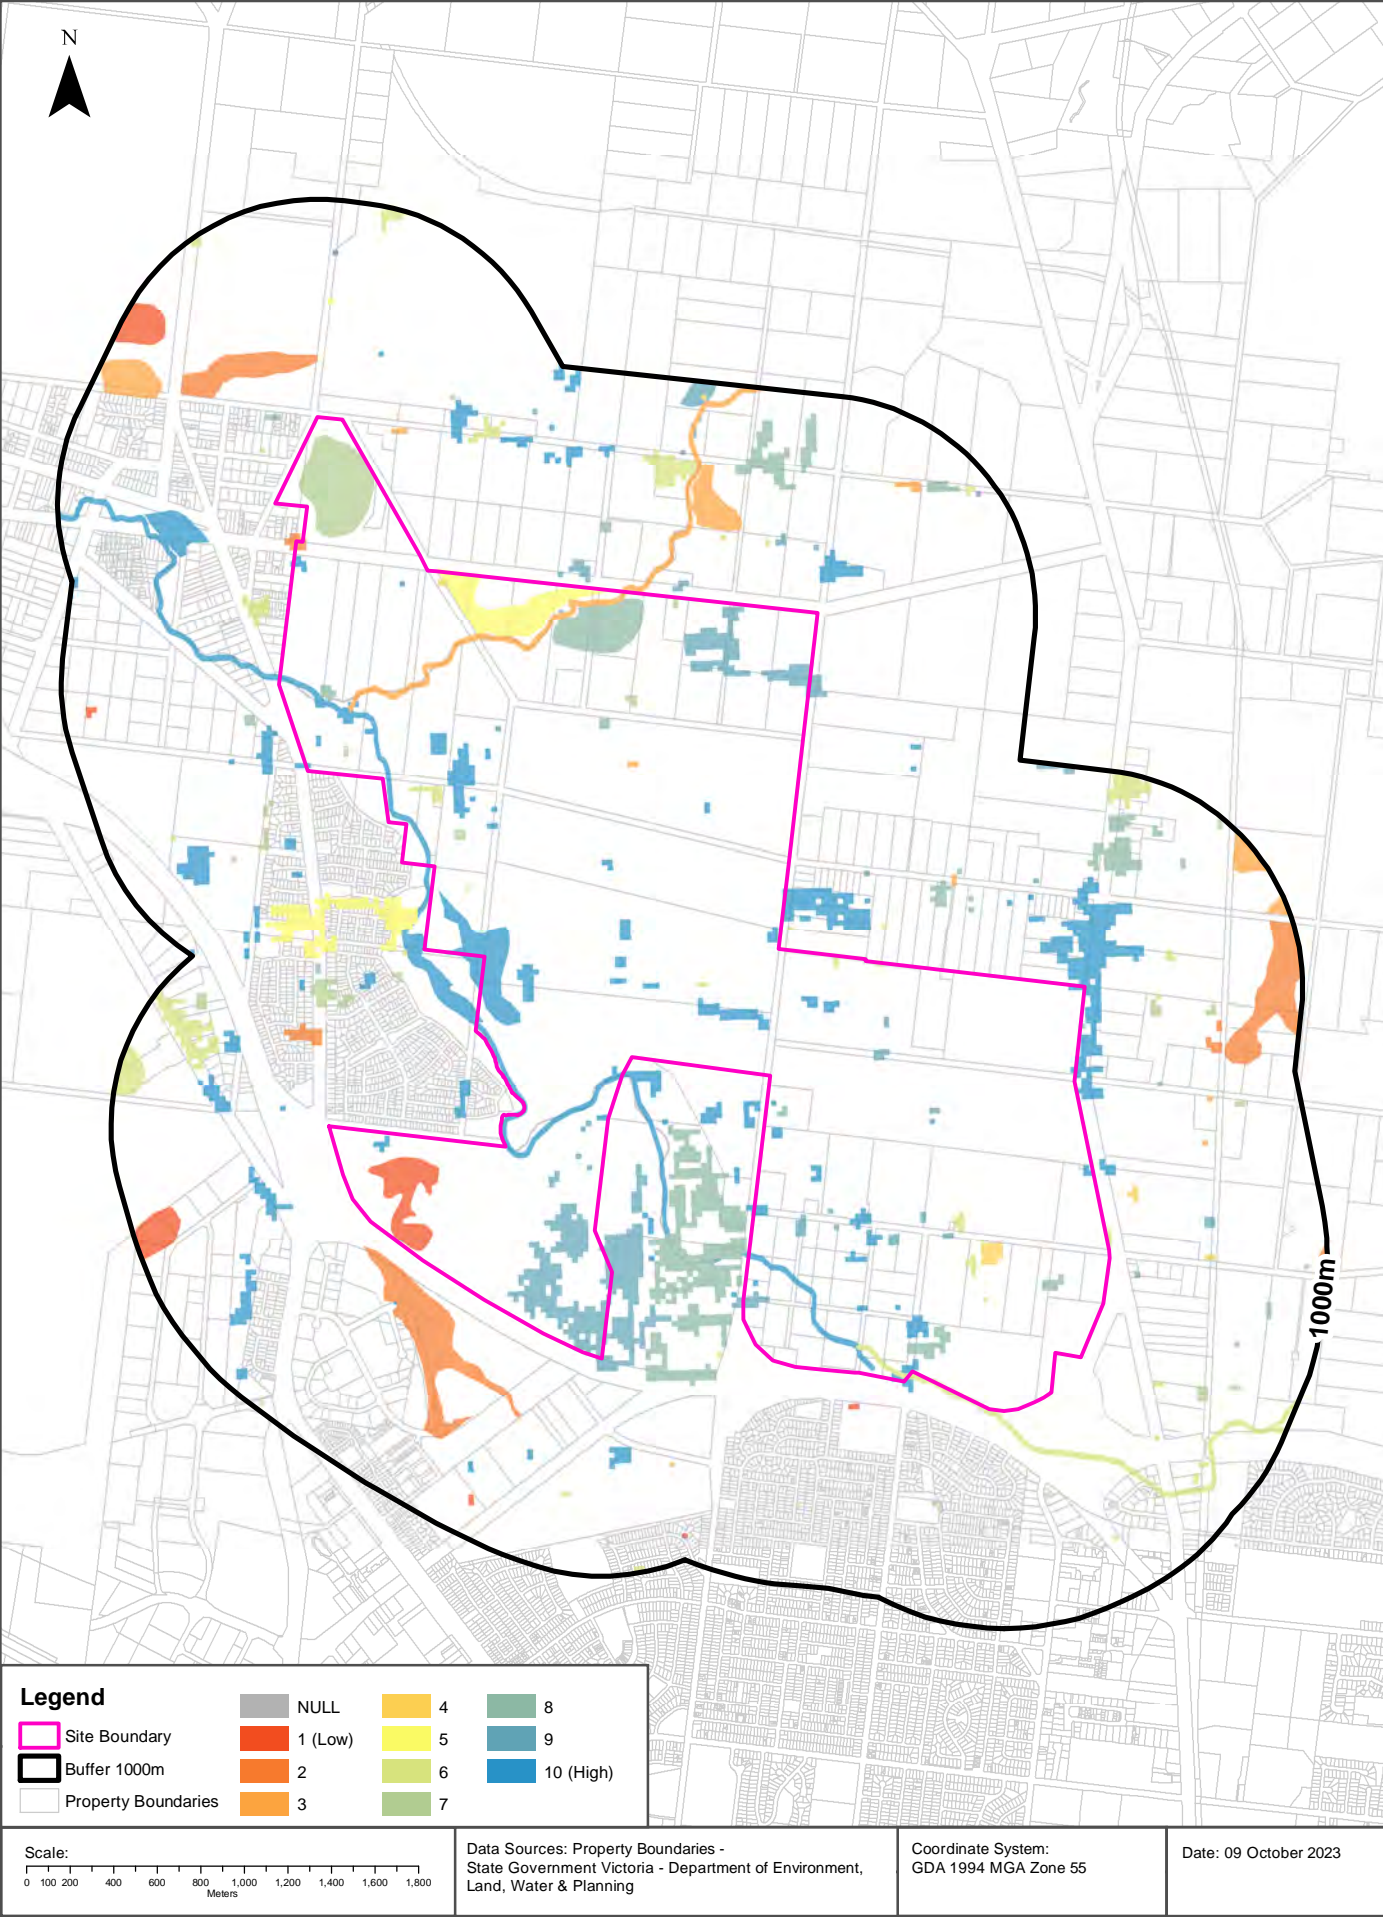 N
1000m
Legend
Site Boundary
Buffer 1000m
Property Boundaries
NULL
1 (Low)
2
3
4
5
6
7
8
9
10 (High)
Scale:
0 100 200 400 600 800 1,000 1,200 1,400 1,600 1,800
Meters
Data Sources: Property Boundaries -
State Government Victoria - Department of Environment,
Land, Water & Planning
Coordinate System:
GDA 1994 MGA Zone 55
Date: 09 October 2023